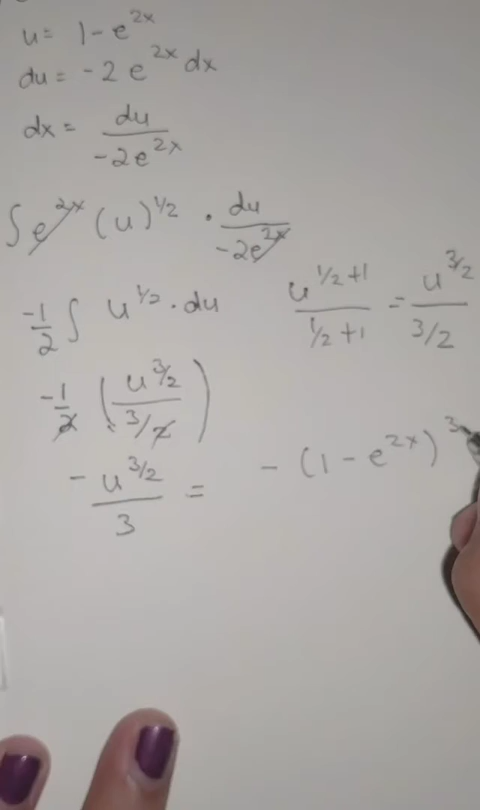 u = 1 - e^{2x}
du = -2 e^{2x} dx
dx = du / -2e^{2x}
∫ e^{2x} (u)^{1/2} · du / -2e^{2x}
-1/2 ∫ u^{1/2} · du
u^{1/2 + 1} / 1/2 + 1 = u^{3/2} / 3/2
-1/2 (u^{3/2} / 3/2)
- u^{3/2} / 3 = - (1 - e^{2x})^3